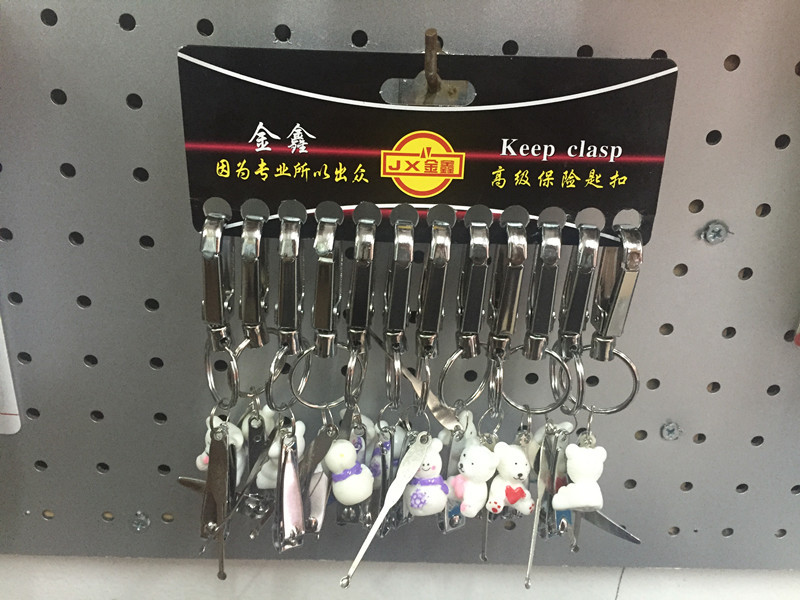 金鑫
因为专业所以出众
JX金鑫
Keep clasp
高级保险匙扣